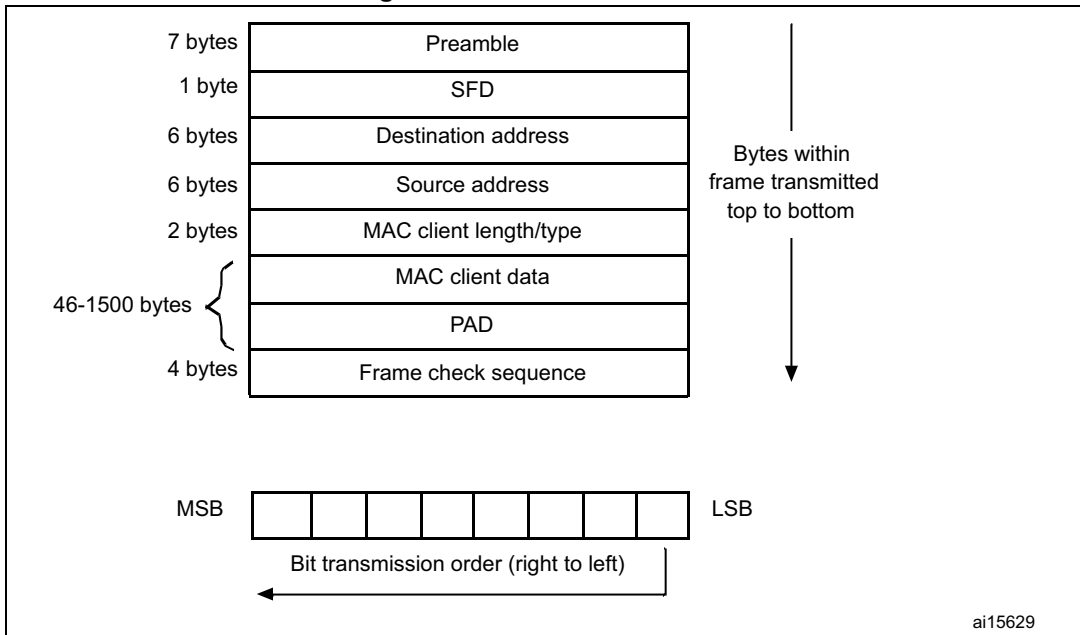 7 bytes Preamble
1 byte SFD
6 bytes Destination address
6 bytes Source address
2 bytes MAC client length/type
46-1500 bytes
MAC client data
PAD
4 bytes Frame check sequence
Bytes within
frame transmitted
top to bottom
MSB LSB
Bit transmission order (right to left)
ai15629